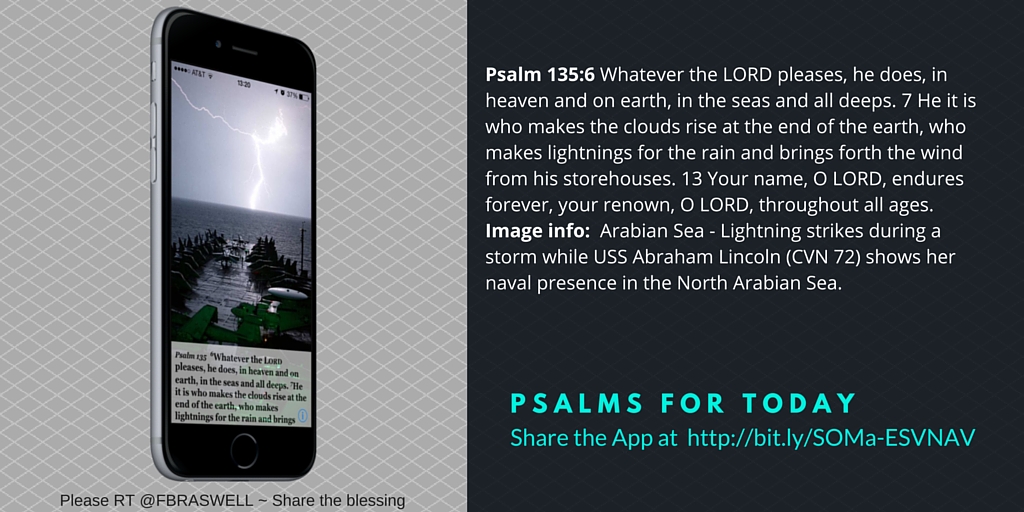 AT&T
13:20
37%
Psalm 135 ⁶Whatever the LORD
pleases, he does, in heaven and on
earth, in the seas and all deeps. ⁷He
it is who makes the clouds rise at the
end of the earth, who makes
lightnings for the rain and brings
Please RT @FBRASWELL ~ Share the blessing
Psalm 135:6 Whatever the LORD pleases, he does, in
heaven and on earth, in the seas and all deeps. 7 He it is
who makes the clouds rise at the end of the earth, who
makes lightnings for the rain and brings forth the wind
from his storehouses. 13 Your name, O LORD, endures
forever, your renown, O LORD, throughout all ages.
Image info:  Arabian Sea - Lightning strikes during a
storm while USS Abraham Lincoln (CVN 72) shows her
naval presence in the North Arabian Sea.
PSALMS FOR TODAY
Share the App at  http://bit.ly/SOMa-ESVNAV